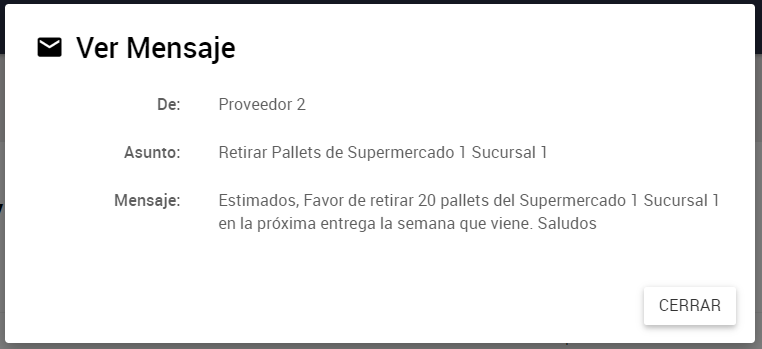 Ver Mensaje
De: Proveedor 2
Asunto: Retirar Pallets de Supermercado 1 Sucursal 1
Mensaje: Estimados, Favor de retirar 20 pallets del Supermercado 1 Sucursal 1
en la próxima entrega la semana que viene. Saludos
CERRAR